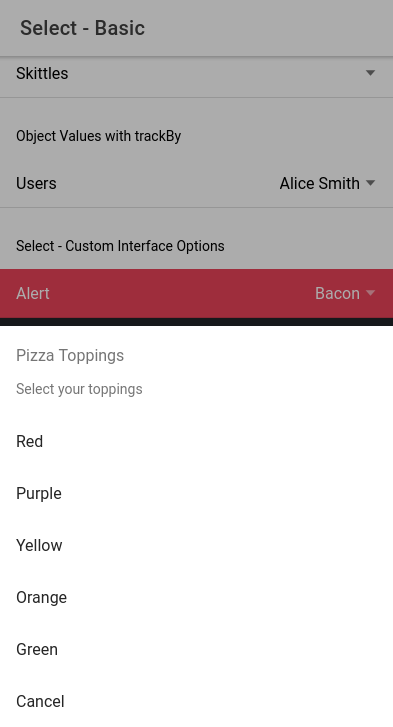 Select - Basic
Skittles
Object Values with trackBy
Users Alice Smith
Select - Custom Interface Options
Alert Bacon
Pizza Toppings
Select your toppings
Red
Purple
Yellow
Orange
Green
Cancel